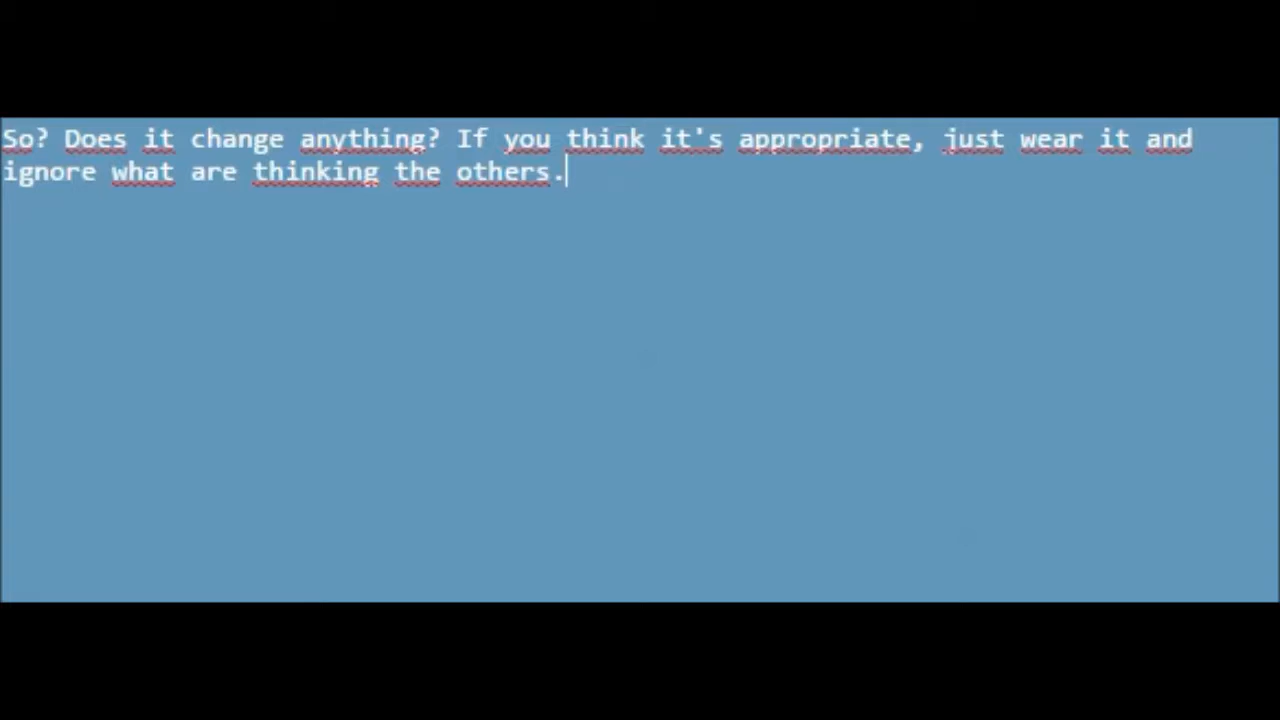 So? Does it change anything? If you think it's appropriate, just wear it and
ignore what are thinking the others.